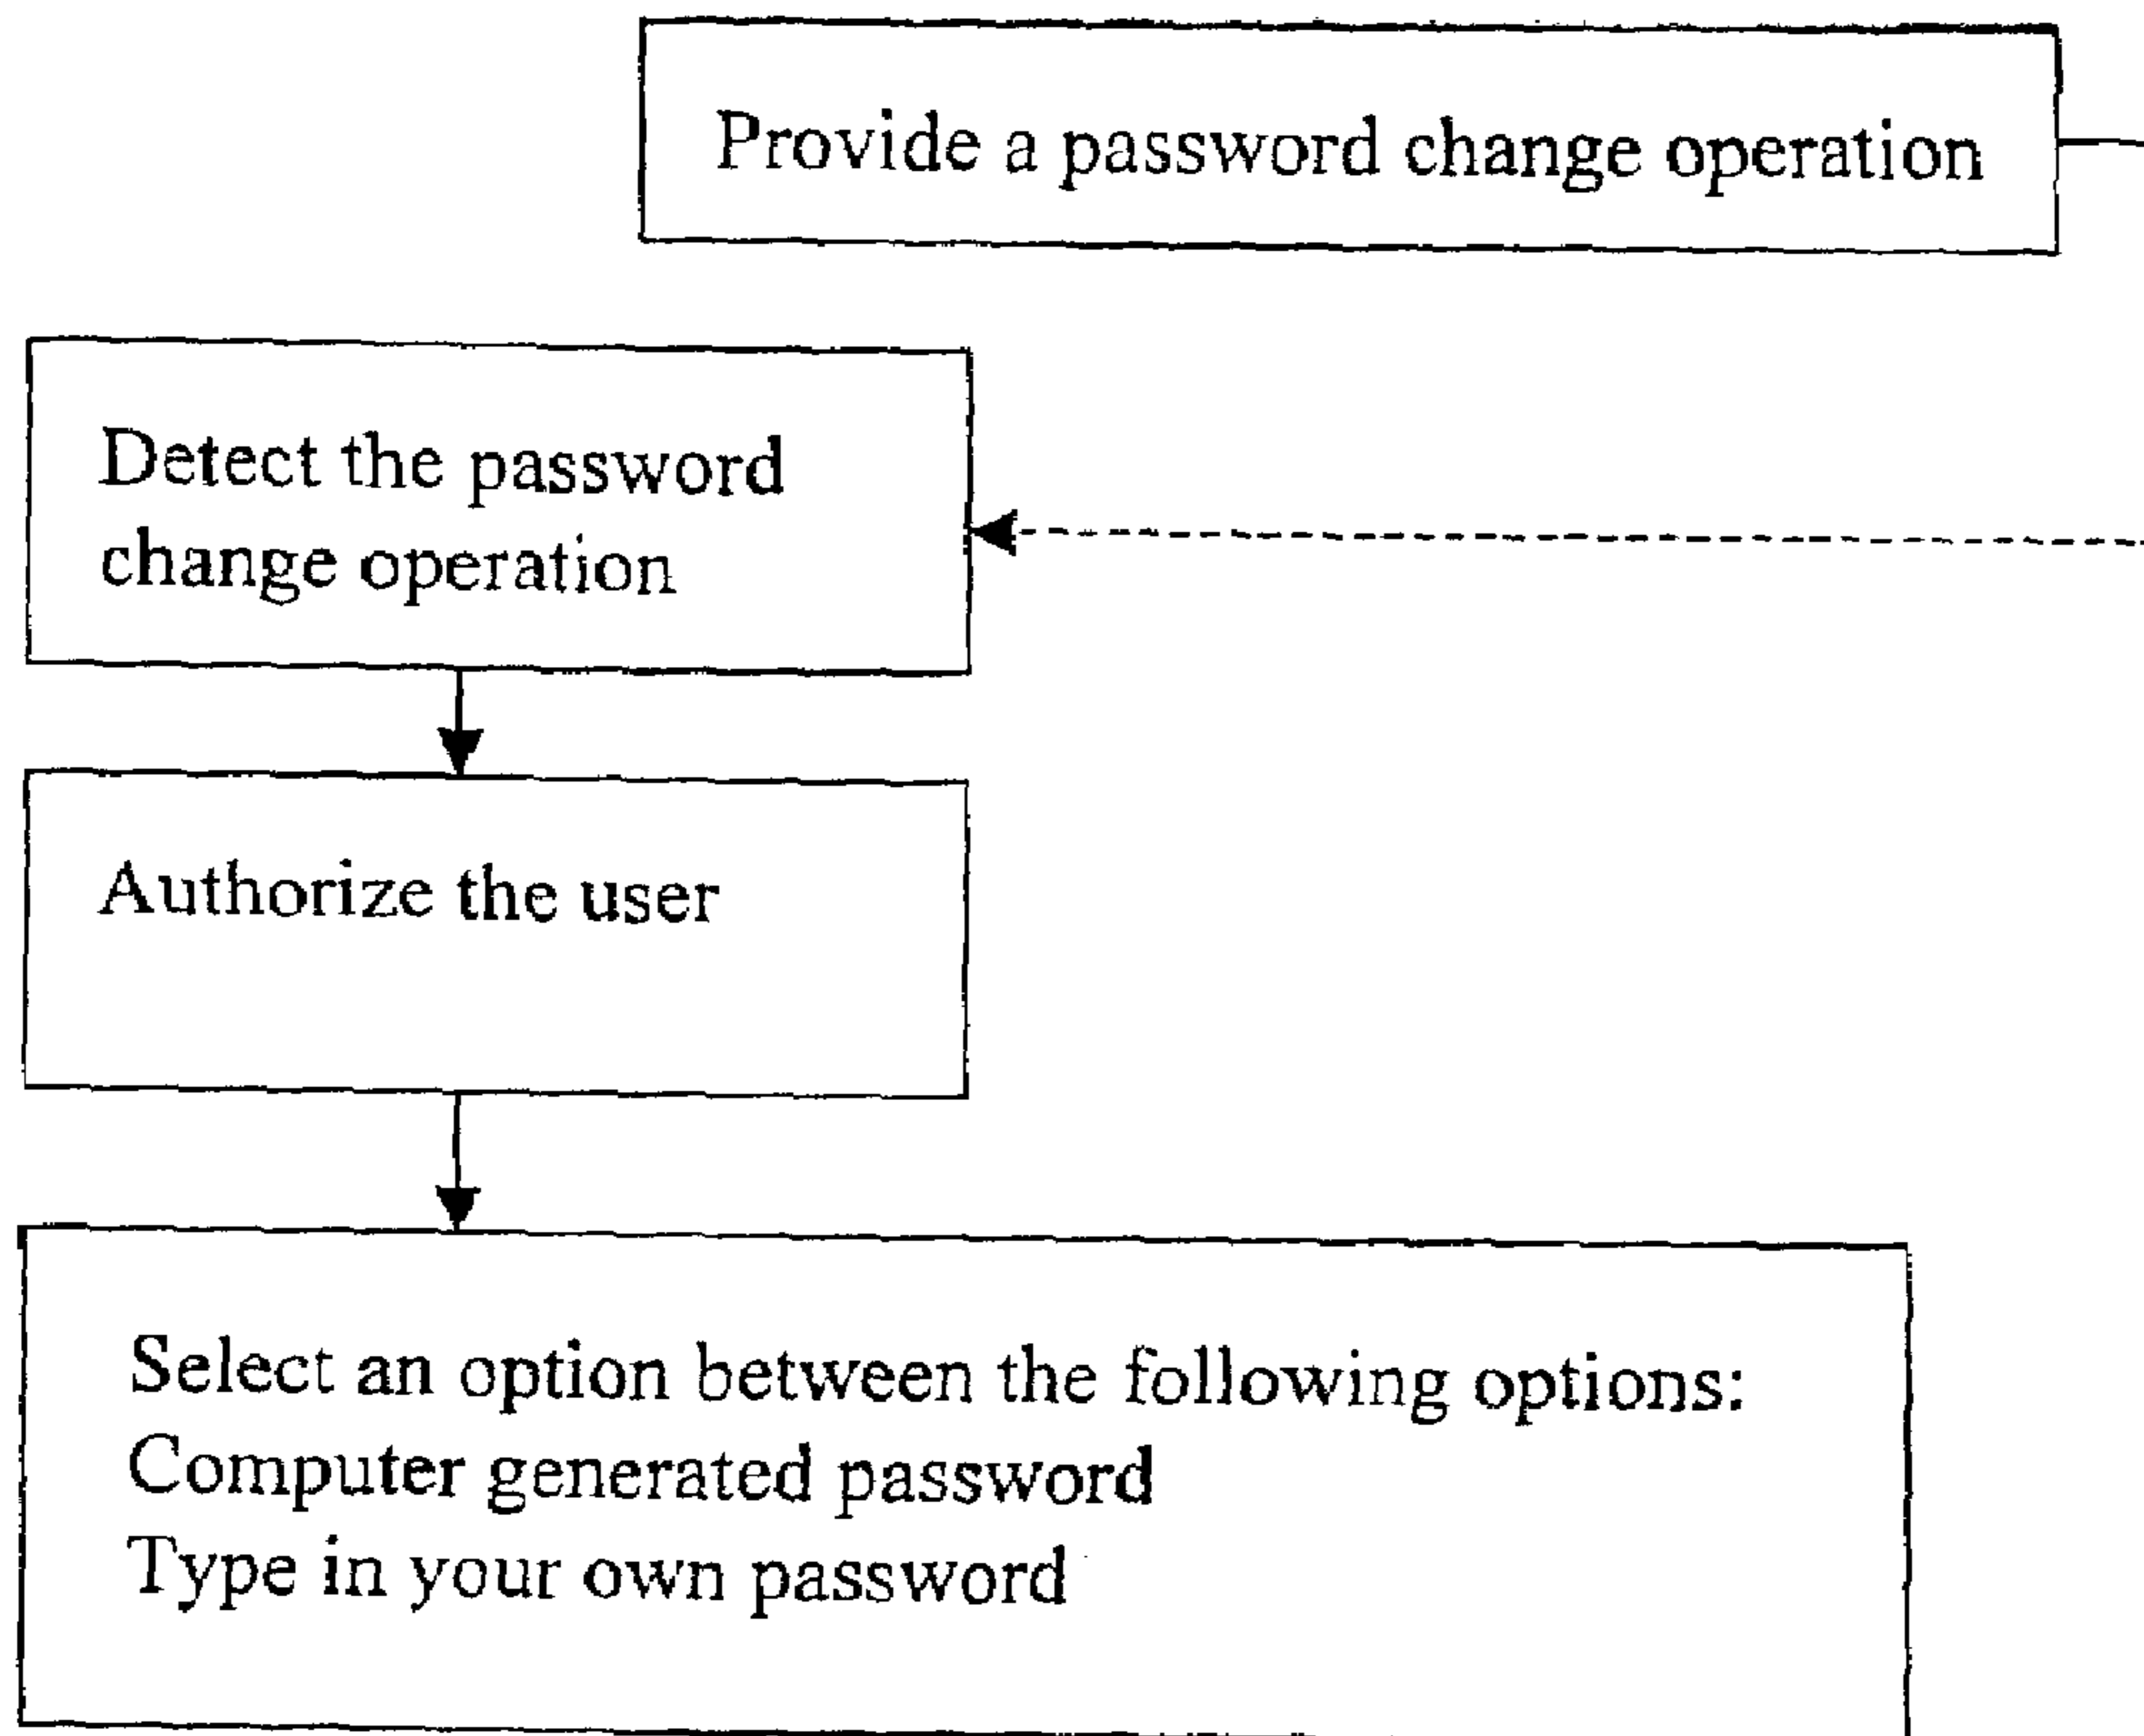 Provide a password change operation
Detect the password
change operation
Authorize the user
Select an option between the following options:
Computer generated password
Type in your own password